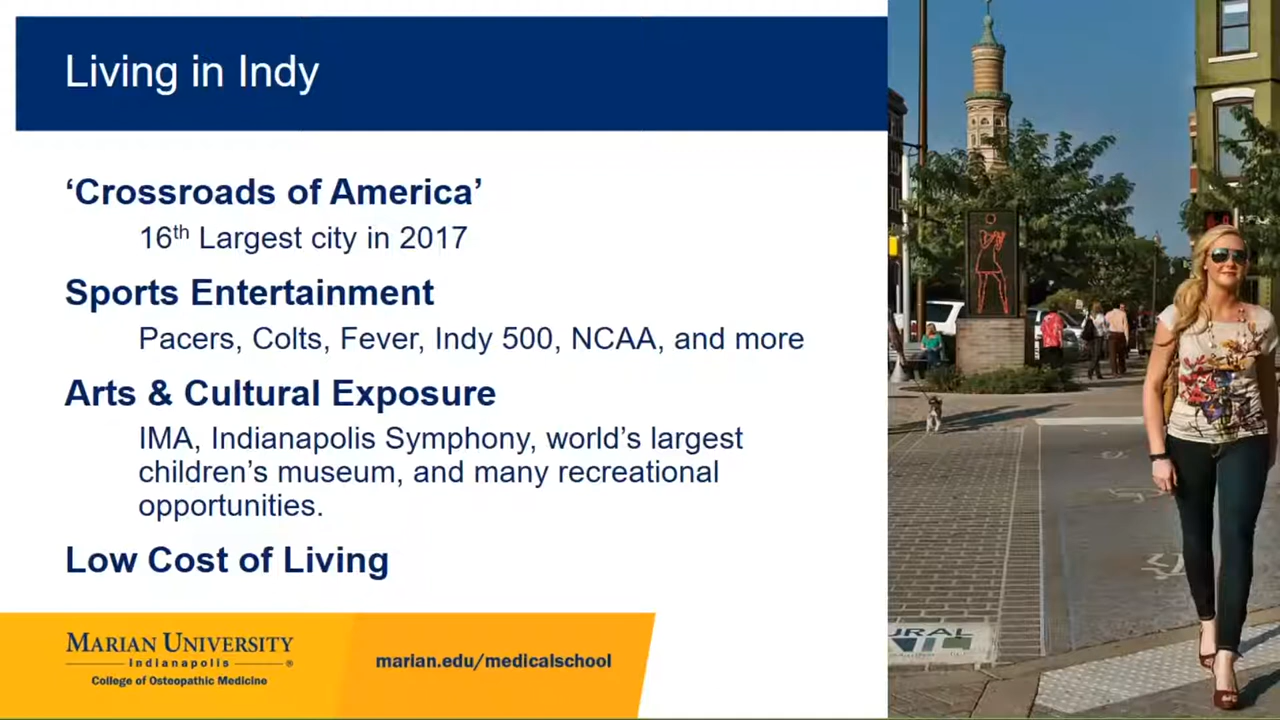 Living in Indy
‘Crossroads of America’
16th Largest city in 2017
Sports Entertainment
Pacers, Colts, Fever, Indy 500, NCAA, and more
Arts & Cultural Exposure
IMA, Indianapolis Symphony, world’s largest
children’s museum, and many recreational
opportunities.
Low Cost of Living
MARIAN UNIVERSITY
Indianapolis ®
College of Osteopathic Medicine
marian.edu/medicalschool
URAL